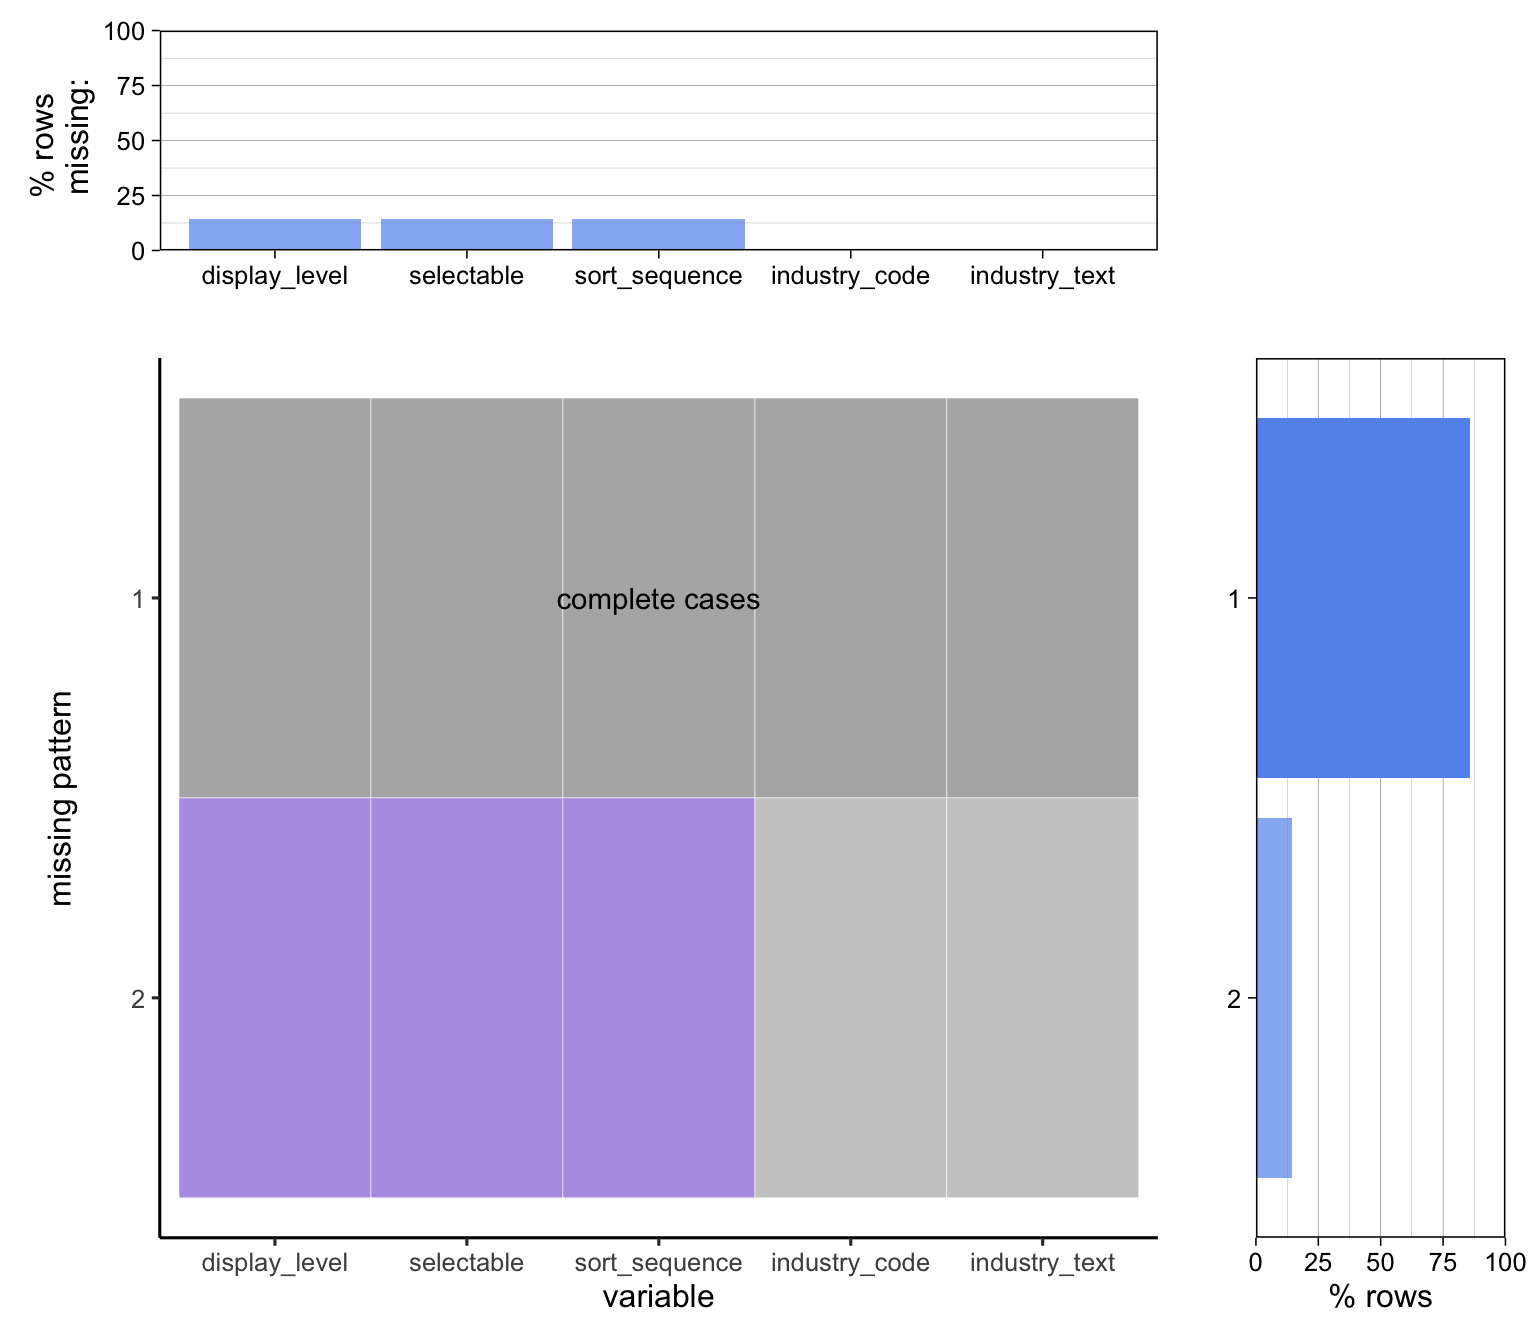 % rows
missing:
100
75
50
25
0
display_level selectable sort_sequence industry_code industry_text
missing pattern
1
complete cases
2
display_level selectable sort_sequence industry_code industry_text
variable
1
2
0 25 50 75 100
% rows